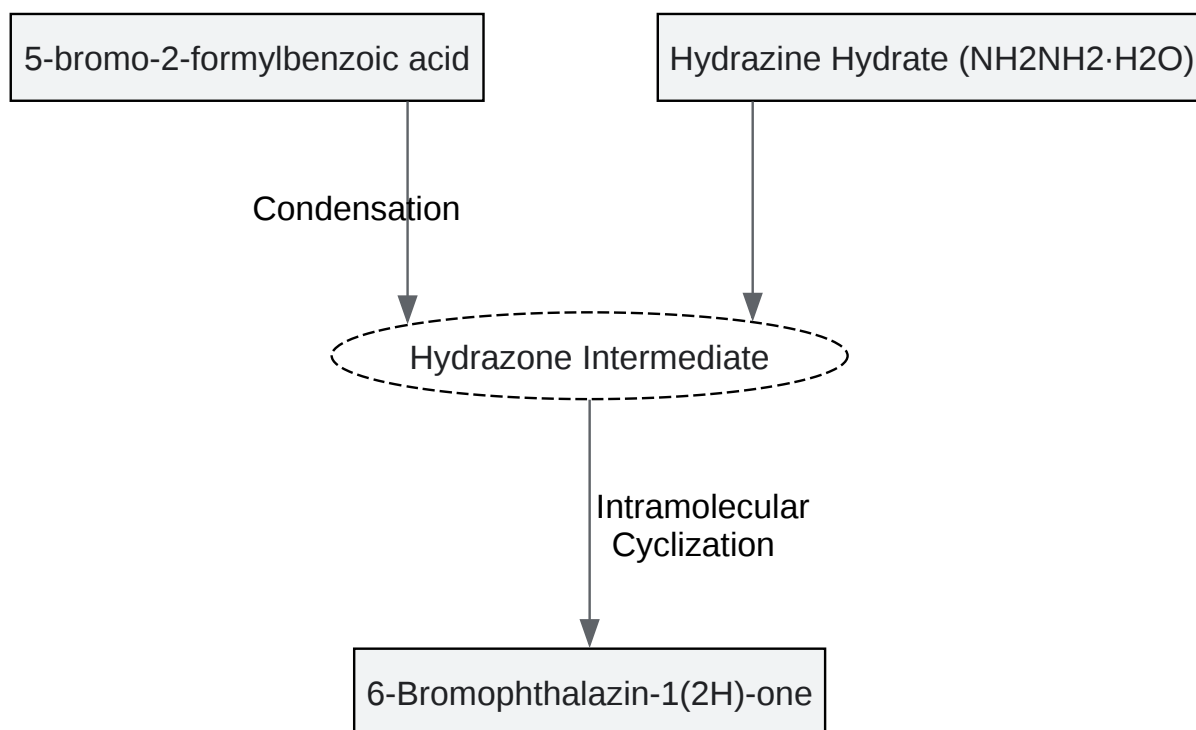 5-bromo-2-formylbenzoic acid
Hydrazine Hydrate (NH2NH2·H2O)
Condensation
Hydrazone Intermediate
Intramolecular
Cyclization
6-Bromophthalazin-1(2H)-one